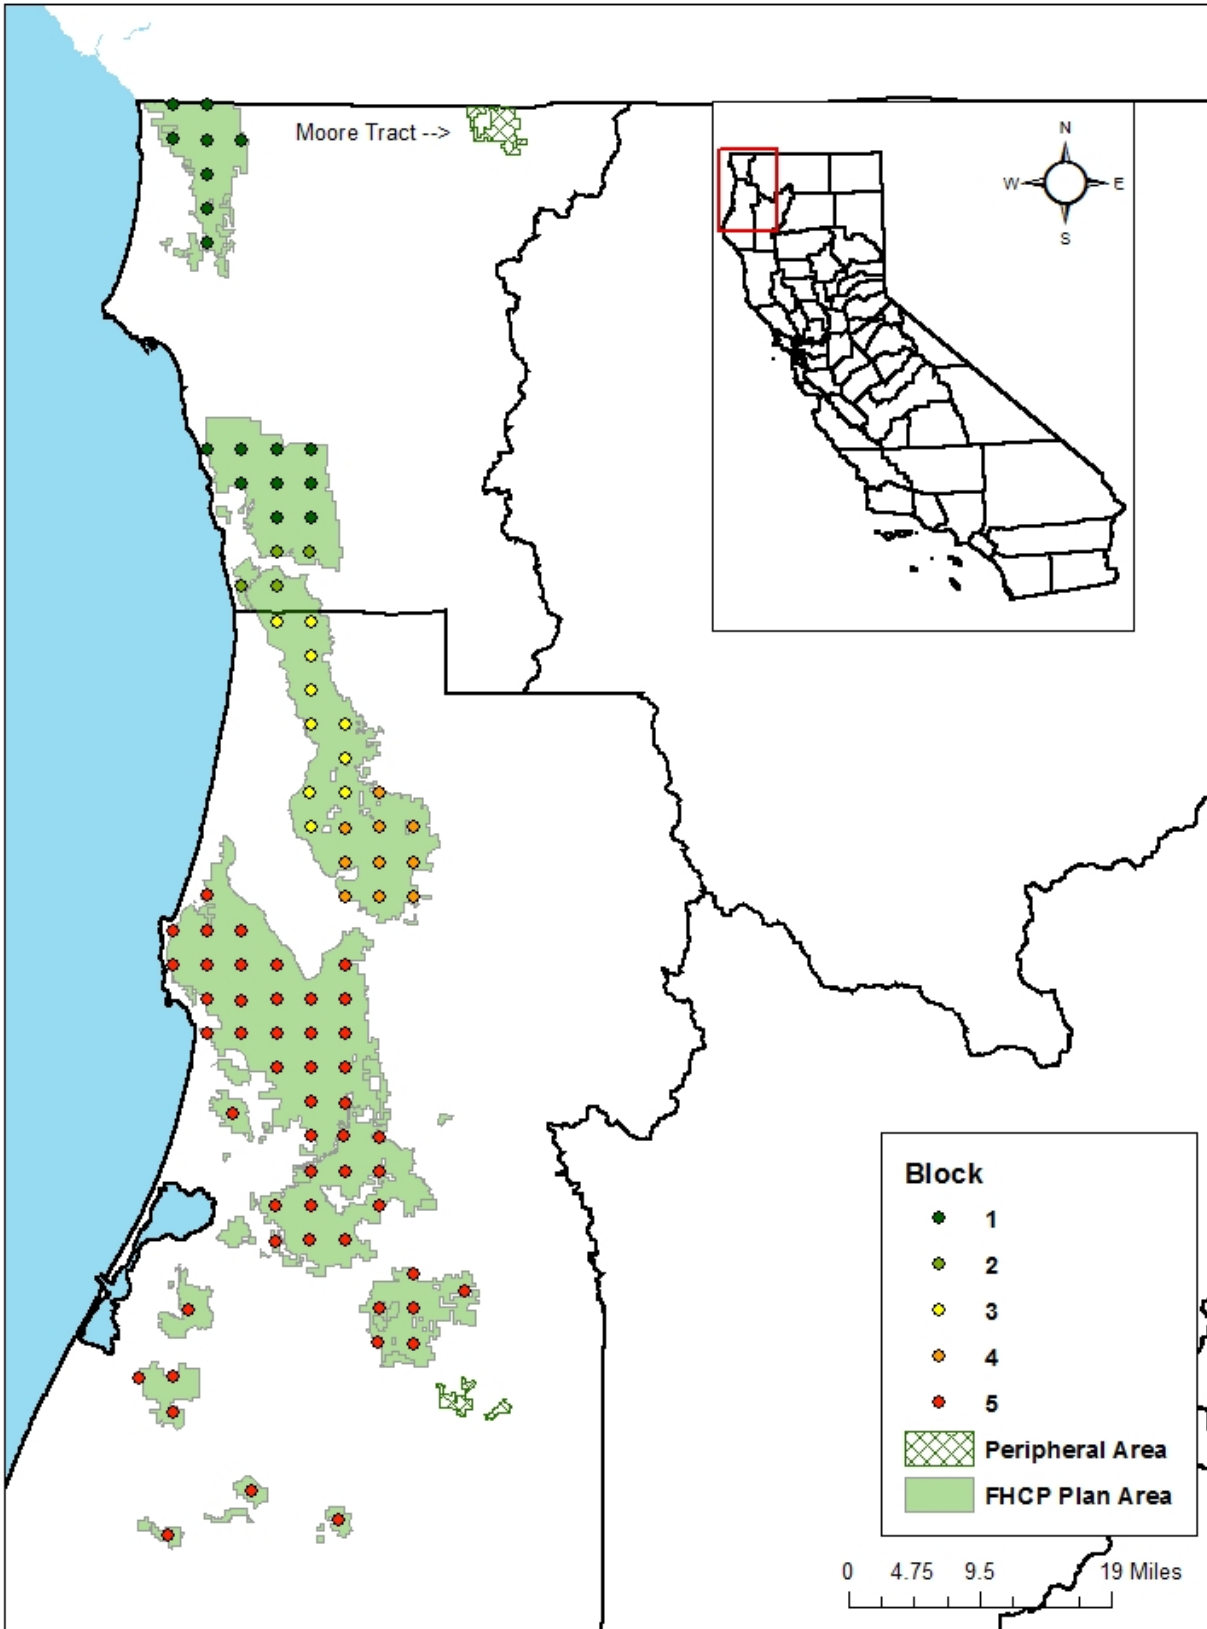 Moore Tract -->
N
W E
S
Block
1
2
3
4
5
Peripheral Area
FHCP Plan Area
0 4.75 9.5 19 Miles